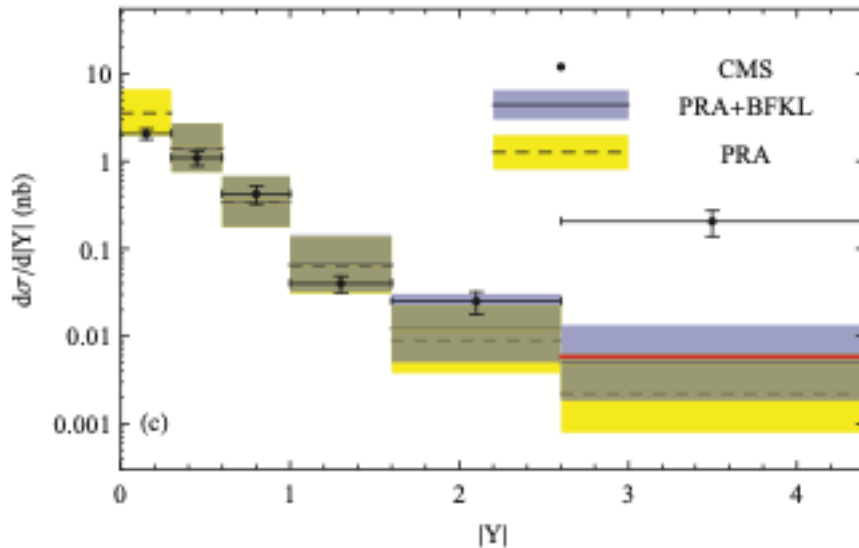 10
1
0.1
0.01
0.001
dσ/d|Y| (nb)
CMS
PRA+BFKL
PRA
(c)
0 1 2 3 4
|Y|